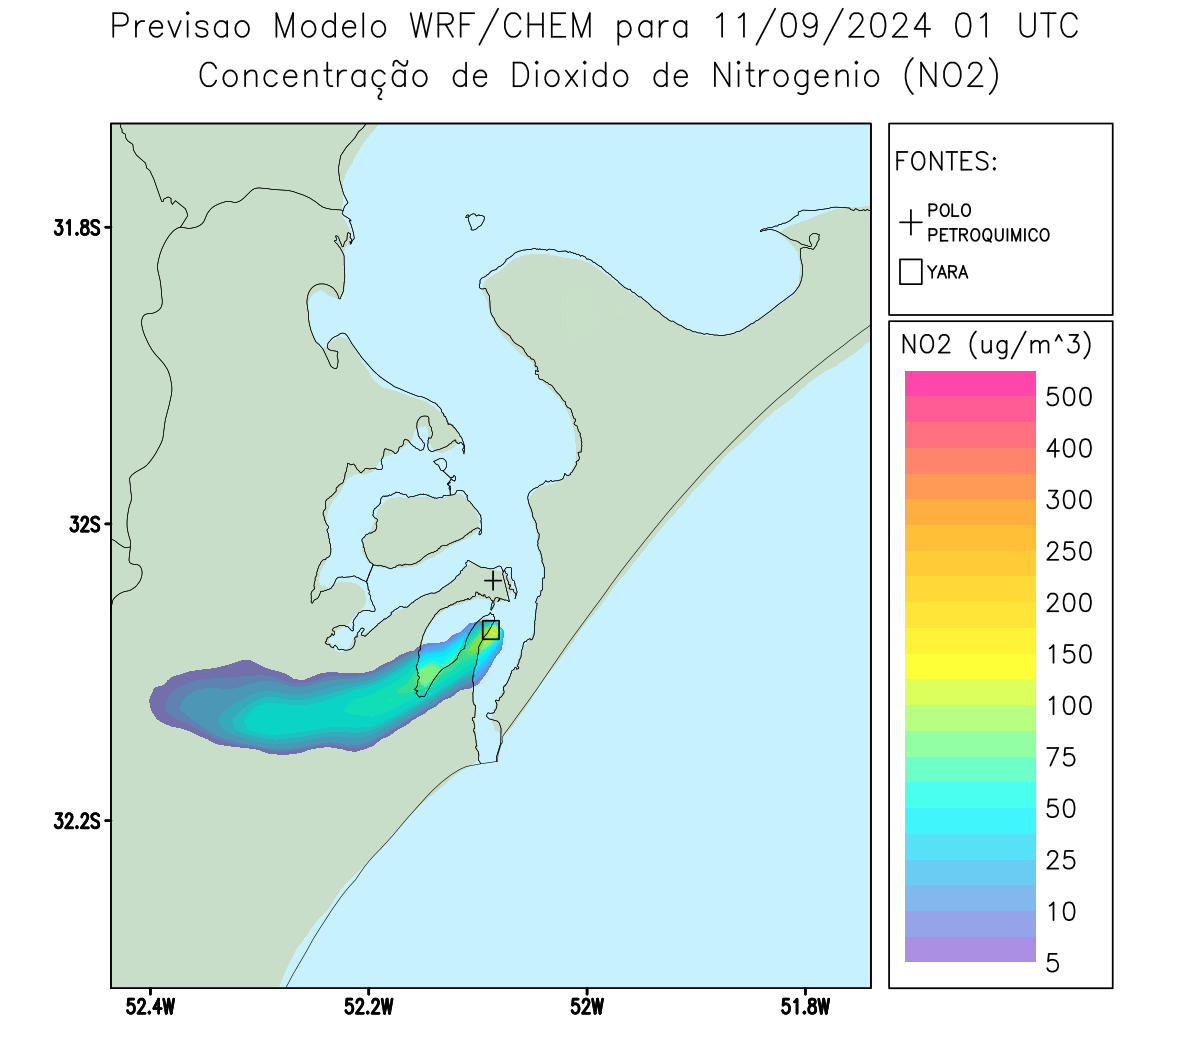 Previsao Modelo WRF/CHEM para 11/09/2024 01 UTC
Concentração de Dioxido de Nitrogenio (NO2)
FONTES:
POLO
PETROQUIMICO
YARA
NO2 (ug/m^3)
500
400
300
250
200
150
100
75
50
25
10
5
31.8S
32S
32.2S
52.4W
52.2W
52W
51.8W